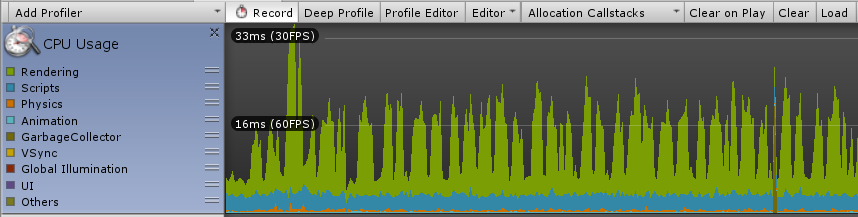 Add Profiler Record Deep Profile Profile Editor Editor Allocation Callstacks Clear on Play Clear Load
CPU Usage
33ms (30FPS)
Rendering
Scripts
Physics
Animation
GarbageCollector
VSync
Global Illumination
UI
Others
16ms (60FPS)